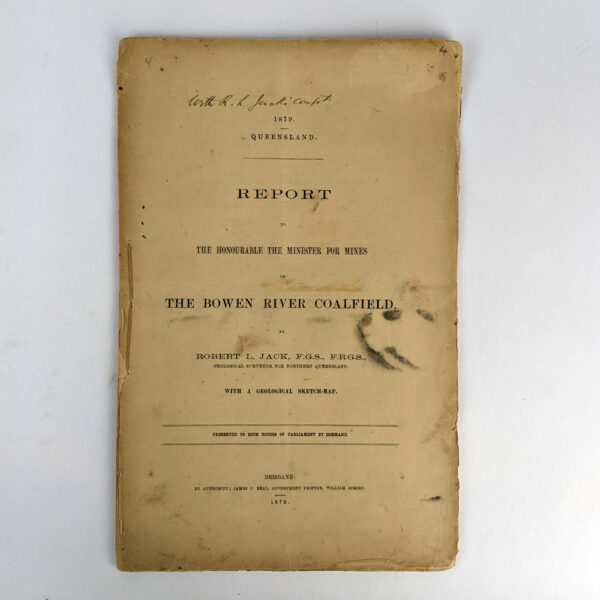 4
With R. L. Jack's compts
1879.
QUEENSLAND.
REPORT
TO
THE HONOURABLE THE MINISTER FOR MINES
ON
THE BOWEN RIVER COALFIELD,
BY
ROBERT L. JACK, F.G.S., F.R.G.S.,
GEOLOGICAL SURVEYOR FOR NORTHERN QUEENSLAND.
WITH A GEOLOGICAL SKETCH-MAP.
PRESENTED TO BOTH HOUSES OF PARLIAMENT BY COMMAND.
BRISBANE:
BY AUTHORITY: JAMES C. BEAL, GOVERNMENT PRINTER, WILLIAM STREET.
1879.